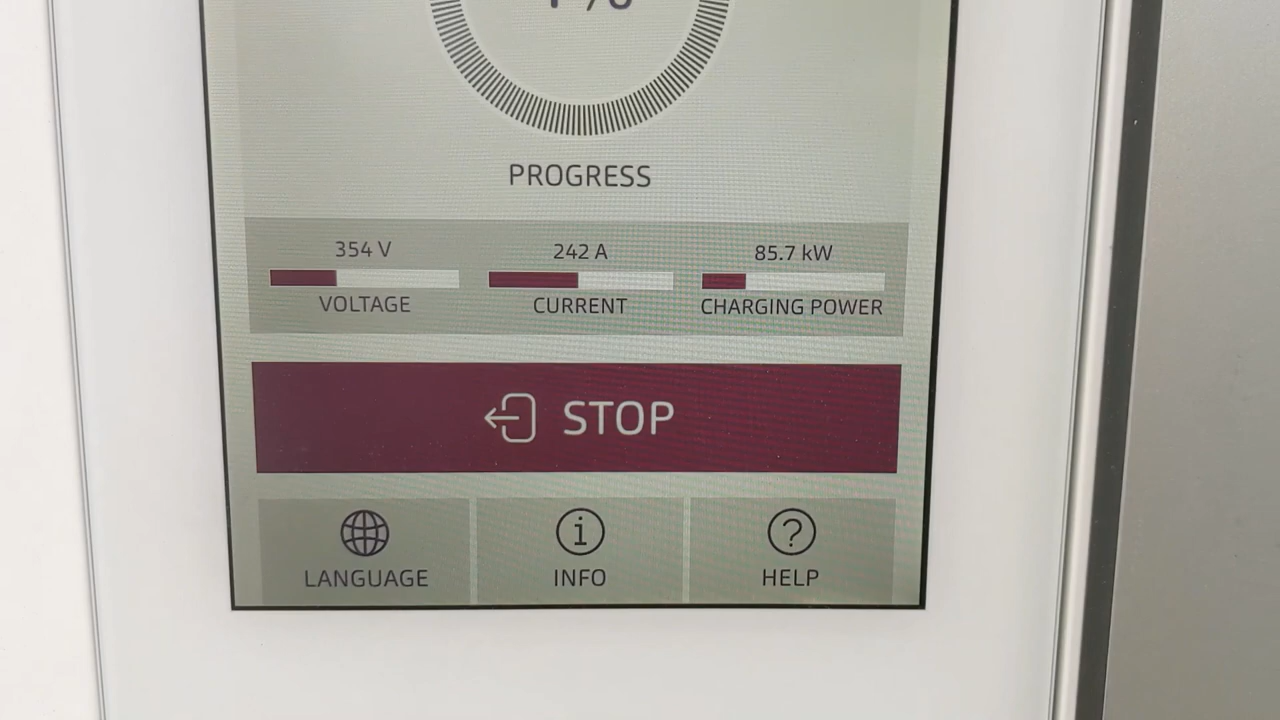 PROGRESS
354 V
242 A
85.7 kW
VOLTAGE
CURRENT
CHARGING POWER
STOP
LANGUAGE
INFO
HELP